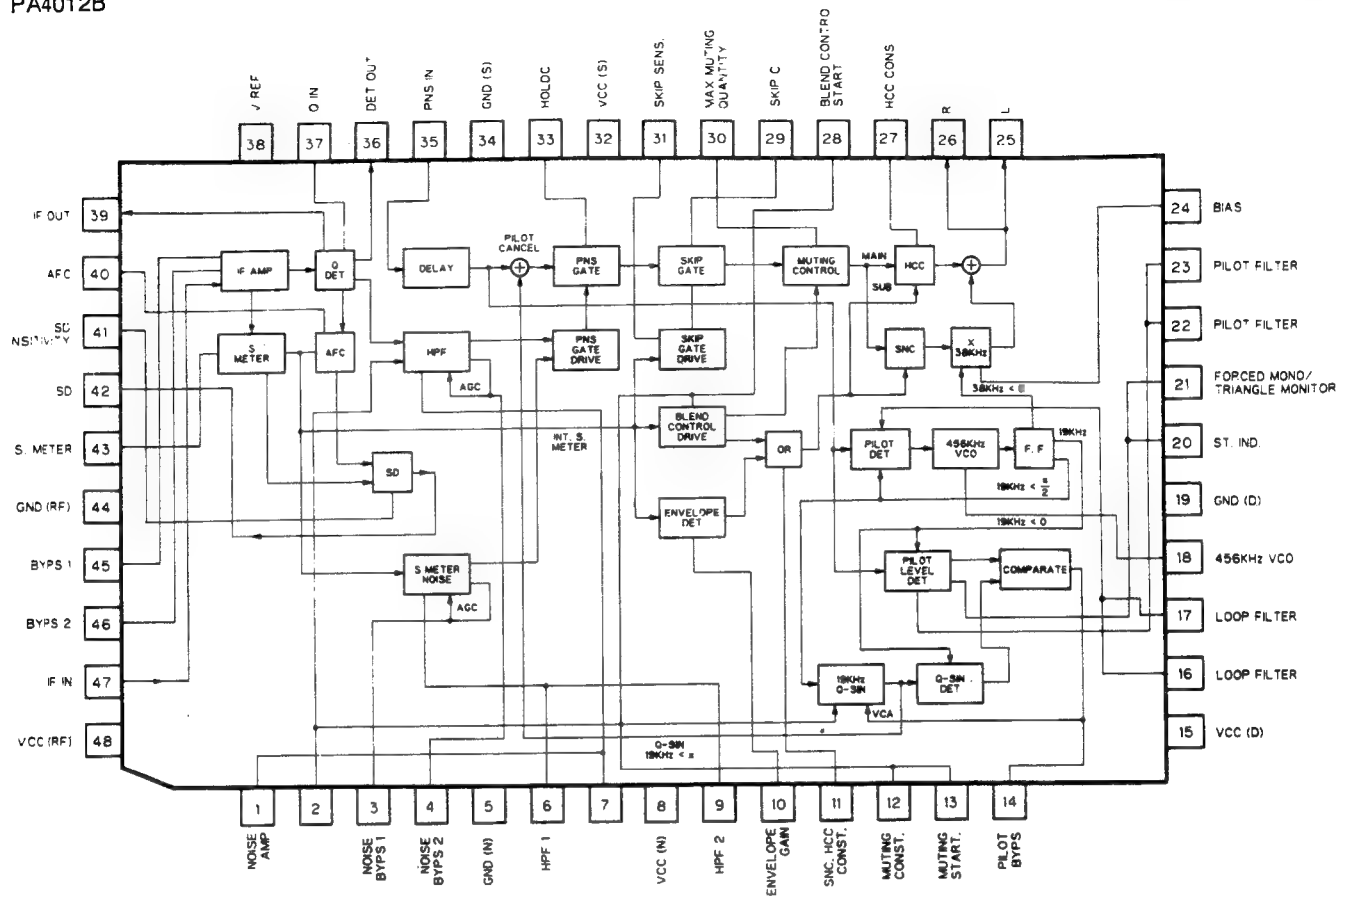 PA4012B
V REF
Q IN
DET OUT
PNS IN
GND (S)
HOLDC
VCC (S)
SKIP SENS.
MAX MUTING
QUANTITY
SKIP C
BLEND CONTRO
START
HCC CONS
R
L
38
37
36
35
34
33
32
31
30
29
28
27
26
25
IF OUT
39
AFC
40
41
SD
42
S. METER
43
GND (RF)
44
BYPS 1
45
BYPS 2
46
IF IN
47
VCC (RF)
48
24
BIAS
23
PILOT FILTER
22
PILOT FILTER
21
FORCED MONO/
TRIANGLE MONITOR
20
ST. IND.
19
GND (D)
18
456KHz VCO
17
LOOP FILTER
16
LOOP FILTER
15
VCC (D)
IF AMP
Q
DET
DELAY
PILOT
CANCEL
PNS
GATE
SKIP
GATE
MUTING
CONTROL
MAIN
SUB
HCC
S
METER
AFC
HPF
AGC
PNS
GATE
DRIVE
SKIP
GATE
DRIVE
SNC
X
38KHz
38KHz <
BLEND
CONTROL
DRIVE
INT. S.
METER
OR
PILOT
DET
456KHz
VCO
F. F
19KHz
19KHz < π/2
SD
ENVELOPE
DET
19KHz < 0
S METER
NOISE
AGC
PILOT
LEVEL
DET
COMPARATE
19KHz
Q-SIN
VCA
Q-SIN
DET
Q-SIN
19KHz < π
1
2
3
4
5
6
7
8
9
10
11
12
13
14
NOISE
AMP
NOISE
BYPS 1
NOISE
BYPS 2
GND (N)
HPF 1
VCC (N)
HPF 2
ENVELOPE
GAIN
SNC, HCC
CONST.
MUTING
CONST.
MUTING
START.
PILOT
BYPS